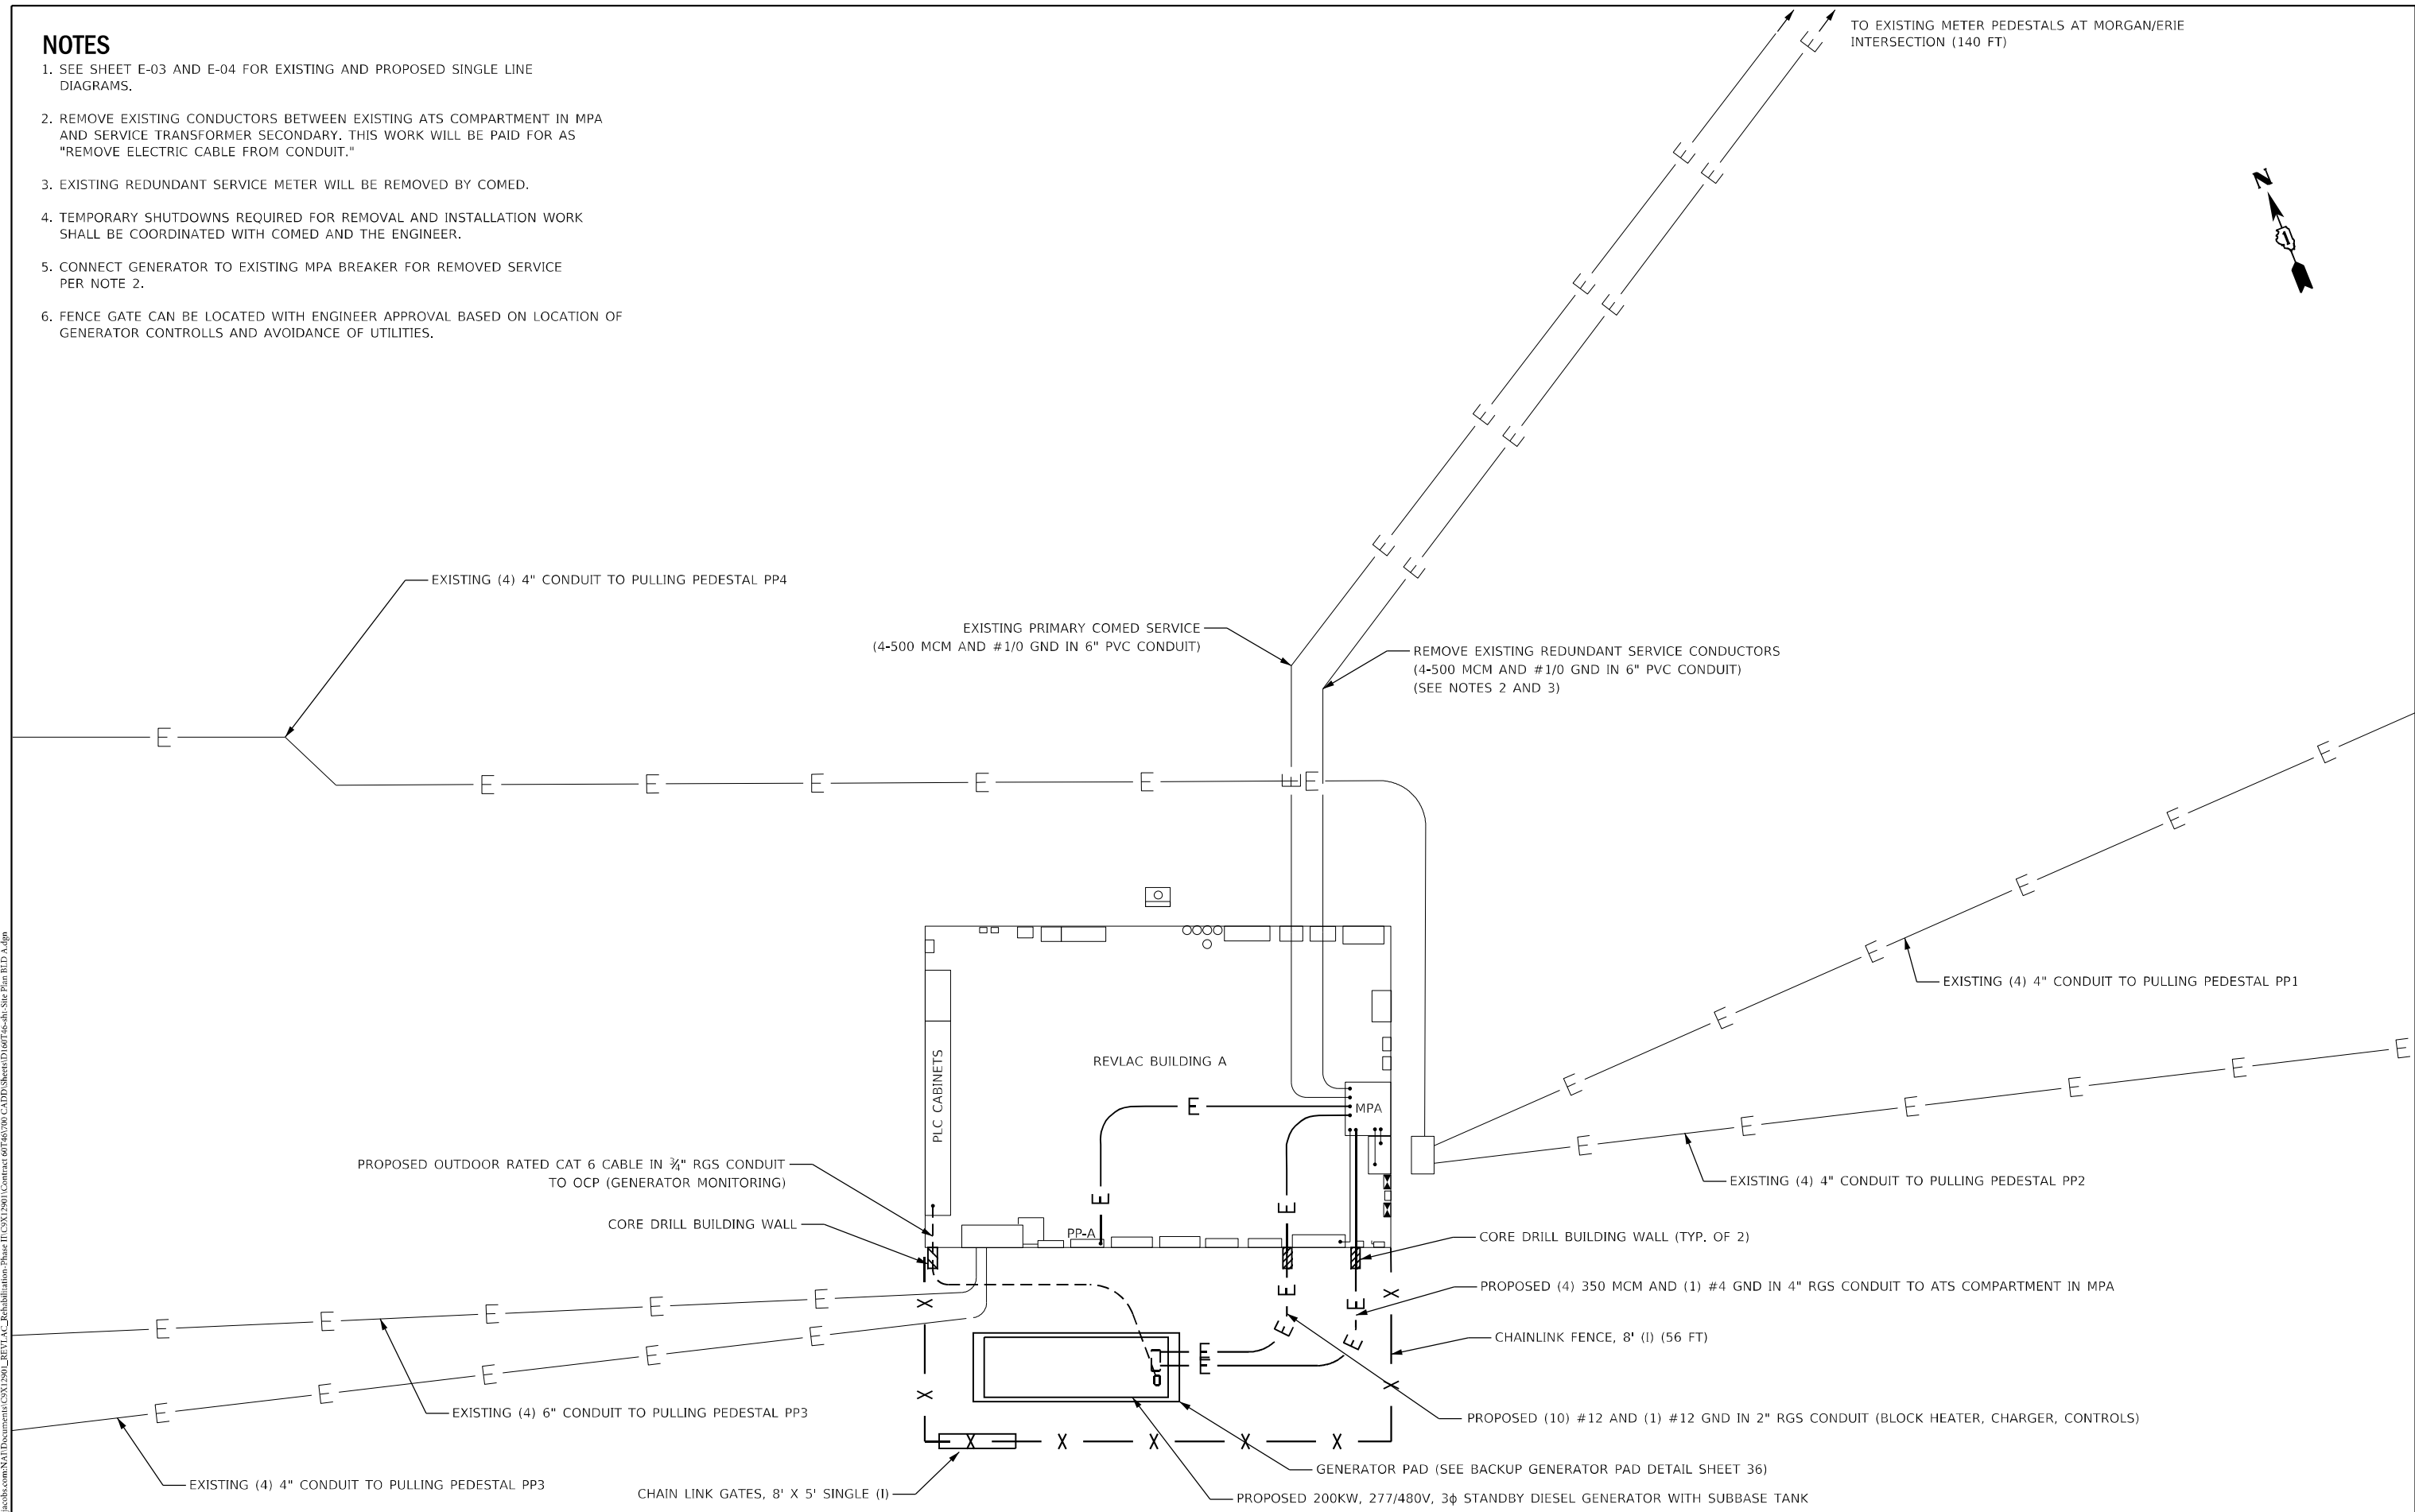 NOTES
1. SEE SHEET E-03 AND E-04 FOR EXISTING AND PROPOSED SINGLE LINE
DIAGRAMS.
2. REMOVE EXISTING CONDUCTORS BETWEEN EXISTING ATS COMPARTMENT IN MPA
AND SERVICE TRANSFORMER SECONDARY. THIS WORK WILL BE PAID FOR AS
"REMOVE ELECTRIC CABLE FROM CONDUIT."
3. EXISTING REDUNDANT SERVICE METER WILL BE REMOVED BY COMED.
4. TEMPORARY SHUTDOWNS REQUIRED FOR REMOVAL AND INSTALLATION WORK
SHALL BE COORDINATED WITH COMED AND THE ENGINEER.
5. CONNECT GENERATOR TO EXISTING MPA BREAKER FOR REMOVED SERVICE
PER NOTE 2.
6. FENCE GATE CAN BE LOCATED WITH ENGINEER APPROVAL BASED ON LOCATION OF
GENERATOR CONTROLLS AND AVOIDANCE OF UTILITIES.
TO EXISTING METER PEDESTALS AT MORGAN/ERIE
INTERSECTION (140 FT)
N
EXISTING (4) 4" CONDUIT TO PULLING PEDESTAL PP4
EXISTING PRIMARY COMED SERVICE
(4-500 MCM AND #1/0 GND IN 6" PVC CONDUIT)
REMOVE EXISTING REDUNDANT SERVICE CONDUCTORS
(4-500 MCM AND #1/0 GND IN 6" PVC CONDUIT)
(SEE NOTES 2 AND 3)
EXISTING (4) 4" CONDUIT TO PULLING PEDESTAL PP1
REVLAC BUILDING A
PLC CABINETS
MPA
PROPOSED OUTDOOR RATED CAT 6 CABLE IN ¾" RGS CONDUIT
TO OCP (GENERATOR MONITORING)
EXISTING (4) 4" CONDUIT TO PULLING PEDESTAL PP2
CORE DRILL BUILDING WALL
PP-A
CORE DRILL BUILDING WALL (TYP. OF 2)
PROPOSED (4) 350 MCM AND (1) #4 GND IN 4" RGS CONDUIT TO ATS COMPARTMENT IN MPA
CHAINLINK FENCE, 8' (I) (56 FT)
EXISTING (4) 6" CONDUIT TO PULLING PEDESTAL PP3
PROPOSED (10) #12 AND (1) #12 GND IN 2" RGS CONDUIT (BLOCK HEATER, CHARGER, CONTROLS)
GENERATOR PAD (SEE BACKUP GENERATOR PAD DETAIL SHEET 36)
EXISTING (4) 4" CONDUIT TO PULLING PEDESTAL PP3
CHAIN LINK GATES, 8' X 5' SINGLE (I)
PROPOSED 200KW, 277/480V, 3ϕ STANDBY DIESEL GENERATOR WITH SUBBASE TANK